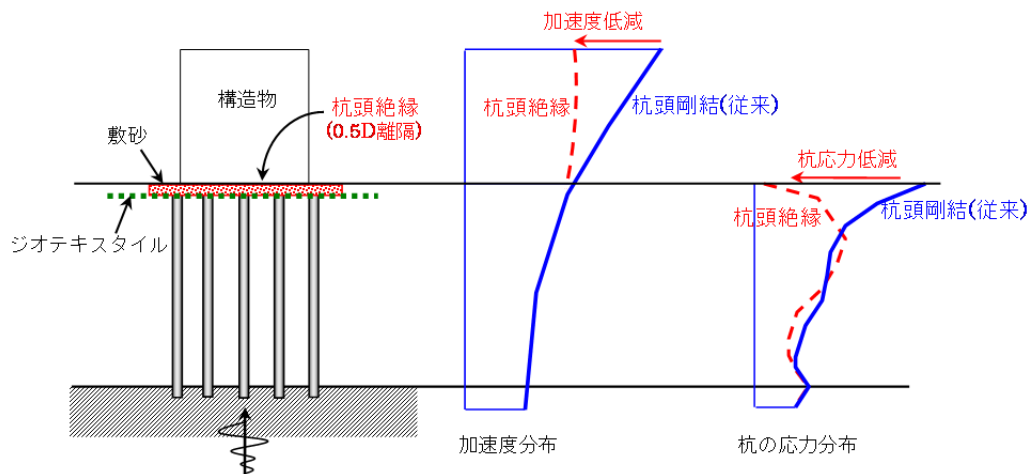 加速度低減
構造物
杭頭絶縁
(0.5D離隔)
敷砂
杭頭絶縁
杭頭剛結(従来)
杭応力低減
杭頭絶縁
杭頭剛結(従来)
ジオテキスタイル
加速度分布
杭の応力分布